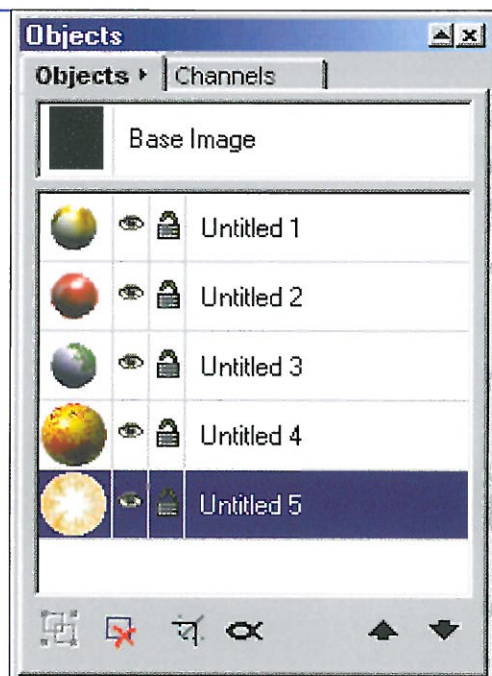 Objects
Objects Channels
Base Image
Untitled 1
Untitled 2
Untitled 3
Untitled 4
Untitled 5